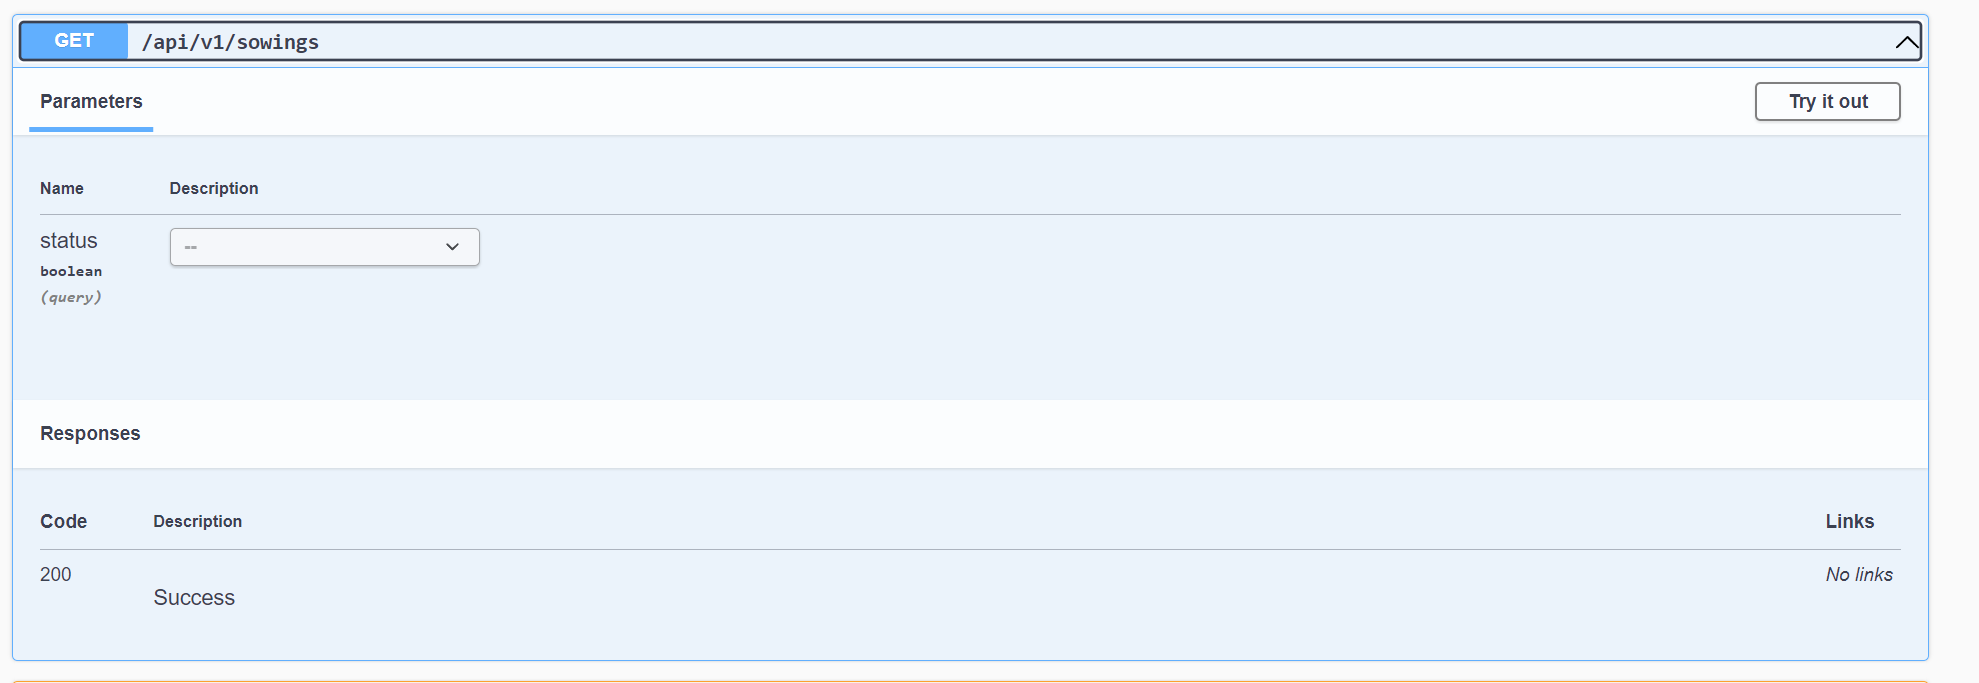 GET /api/v1/sowings
Parameters
Try it out
Name Description
status
--
boolean
(query)
Responses
Code Description Links
200
No links
Success